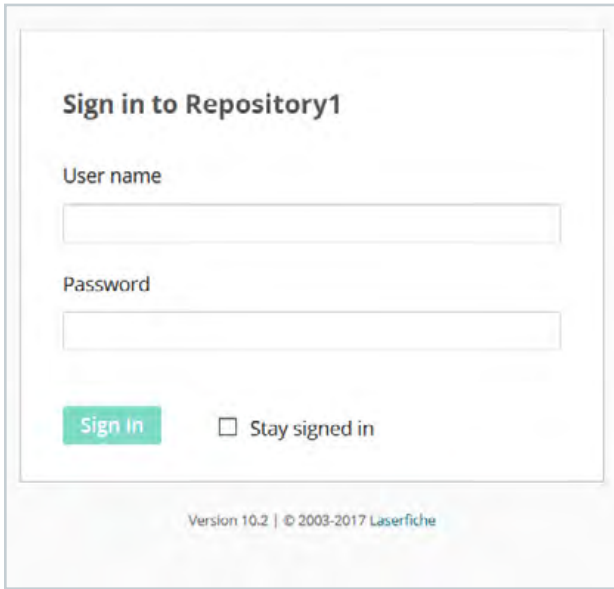 Sign in to Repository1
User name
Password
Sign in
Stay signed in
Version 10.2 | © 2003-2017 Laserfiche